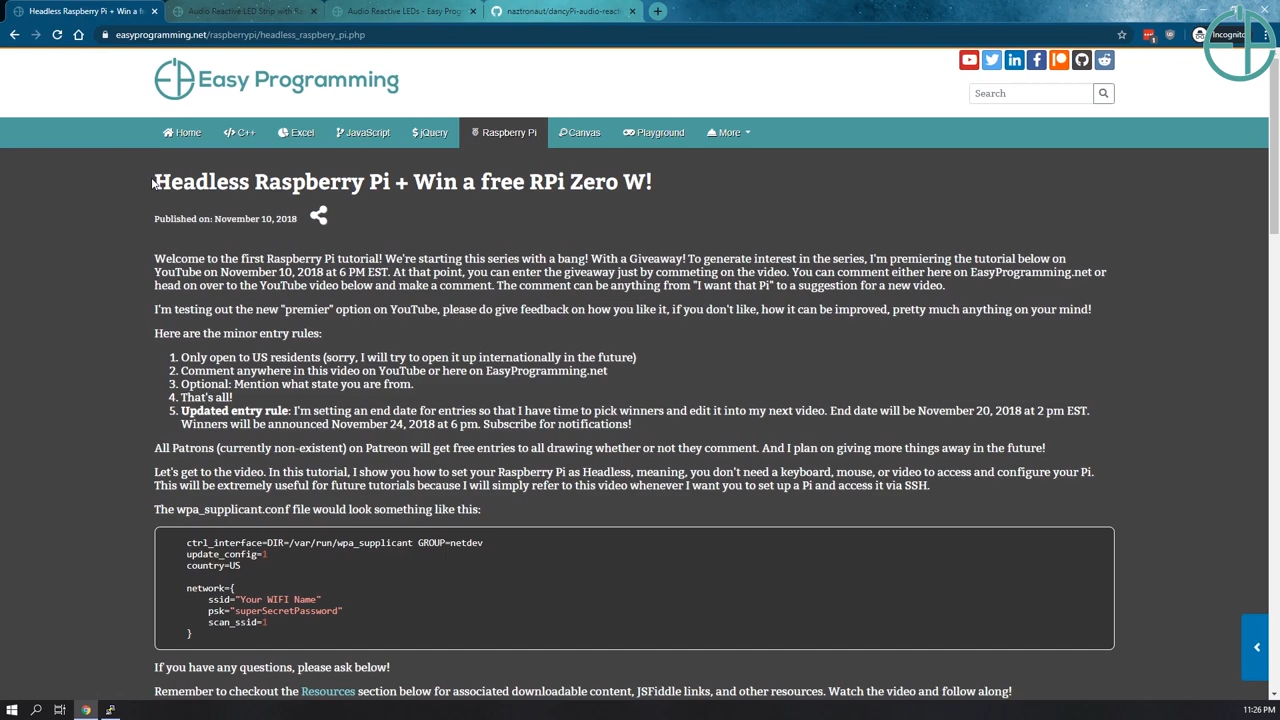 Headless Raspberry Pi + Win a f
Audio Reactive LED Strip with Ra
Audio Reactive LEDs - Easy Prog
naztronaut/dancyPi-audio-reacti
easyprogramming.net/raspberrypi/headless_raspbery_pi.php
Incognito
Easy Programming
Search
Home
C++
Excel
JavaScript
jQuery
Raspberry Pi
Canvas
Playground
More
Headless Raspberry Pi + Win a free RPi Zero W!
Published on: November 10, 2018
Welcome to the first Raspberry Pi tutorial! We're starting this series with a bang! With a Giveaway! To generate interest in the series, I'm premiering the tutorial below on
YouTube on November 10, 2018 at 6 PM EST. At that point, you can enter the giveaway just by commeting on the video. You can comment either here on EasyProgramming.net or
head on over to the YouTube video below and make a comment. The comment can be anything from "I want that Pi" to a suggestion for a new video.
I'm testing out the new "premier" option on YouTube, please do give feedback on how you like it, if you don't like, how it can be improved, pretty much anything on your mind!
Here are the minor entry rules:
1. Only open to US residents (sorry, I will try to open it up internationally in the future)
2. Comment anywhere in this video on YouTube or here on EasyProgramming.net
3. Optional: Mention what state you are from.
4. That's all!
5. Updated entry rule: I'm setting an end date for entries so that I have time to pick winners and edit it into my next video. End date will be November 20, 2018 at 2 pm EST.
Winners will be announced November 24, 2018 at 6 pm. Subscribe for notifications!
All Patrons (currently non-existent) on Patreon will get free entries to all drawing whether or not they comment. And I plan on giving more things away in the future!
Let's get to the video. In this tutorial, I show you how to set your Raspberry Pi as Headless, meaning, you don't need a keyboard, mouse, or video to access and configure your Pi.
This will be extremely useful for future tutorials because I will simply refer to this video whenever I want you to set up a Pi and access it via SSH.
The wpa_supplicant.conf file would look something like this:
ctrl_interface=DIR=/var/run/wpa_supplicant GROUP=netdev
update_config=1
country=US
network={
ssid="Your WIFI Name"
psk="superSecretPassword"
scan_ssid=1
}
If you have any questions, please ask below!
Remember to checkout the Resources section below for associated downloadable content, JSFiddle links, and other resources. Watch the video and follow along!
11:26 PM